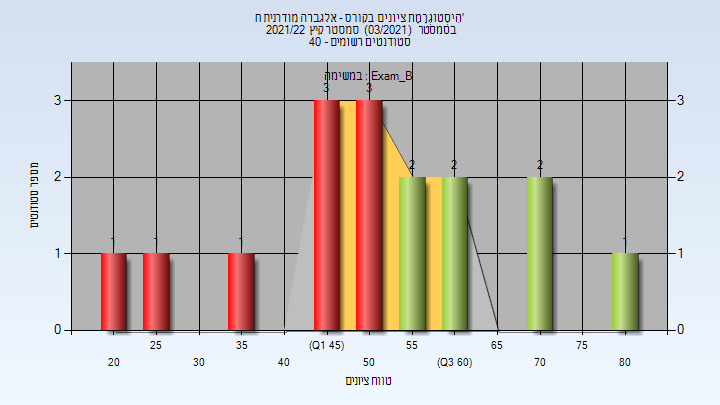 הִיסְטוֹגְרָמַת ציונים בקורס - אלגברה מודרנית ח'
בסמסטר (03/2021) סמסטר קיץ 2021/22
סטודנטים רשומים - 40
במשימה : Exam_B
3 3
3 3
2 2 2
2 2
1 1 1 1
1 1
0 0
מספר סטודנטים
25 35 (Q1 45) 55 65 75
20 30 40 50 (Q3 60) 70 80
טווח ציונים